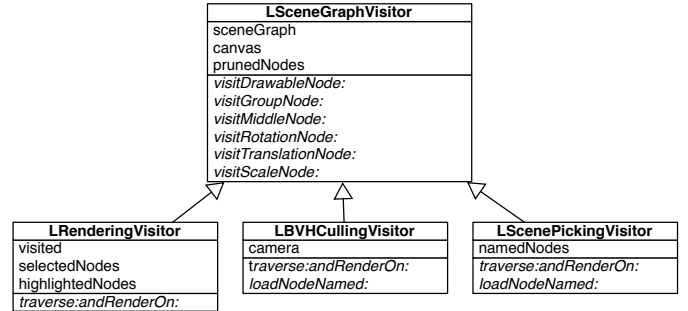 LSceneGraphVisitor
sceneGraph
canvas
prunedNodes
visitDrawableNode:
visitGroupNode:
visitMiddleNode:
visitRotationNode:
visitTranslationNode:
visitScaleNode:
LRenderingVisitor
visited
selectedNodes
highlightedNodes
traverse:andRenderOn:
LBVHCullingVisitor
camera
traverse:andRenderOn:
loadNodeNamed:
LScenePickingVisitor
namedNodes
traverse:andRenderOn:
loadNodeNamed: